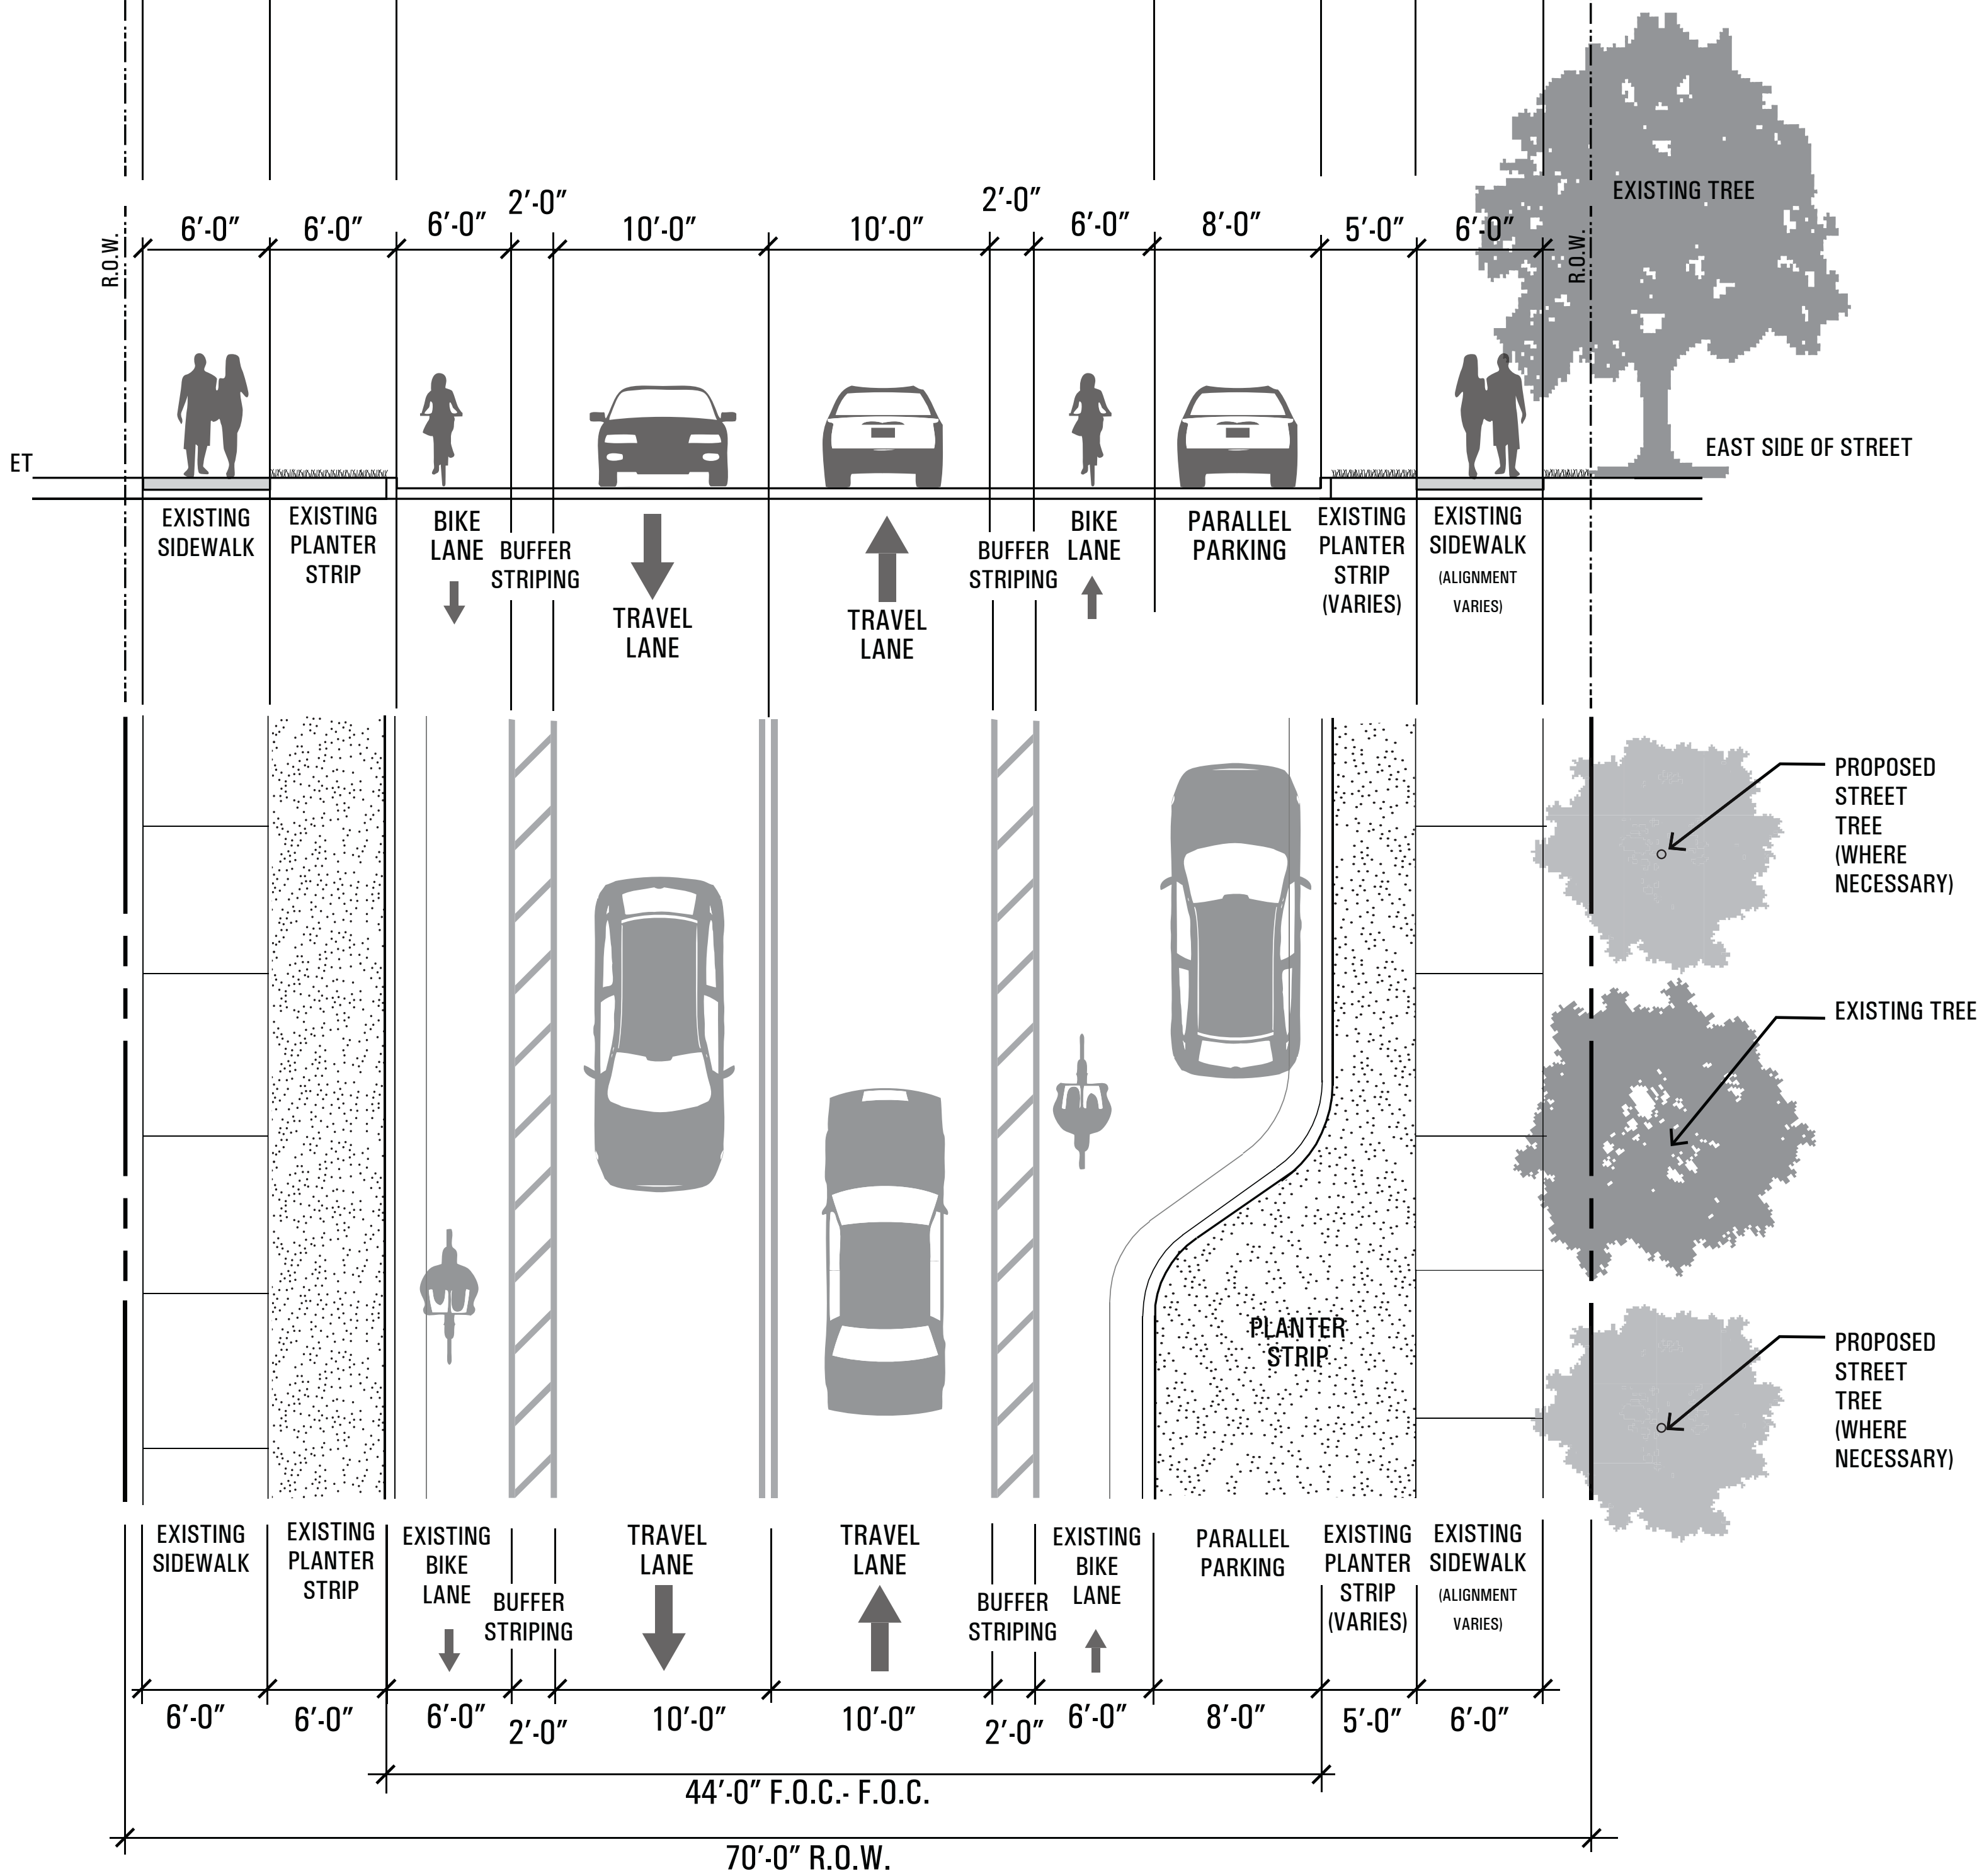 EXISTING TREE
2'-0"
2'-0"
6'-0"
6'-0"
6'-0"
10'-0"
10'-0"
6'-0"
8'-0"
5'-0"
6'-0"
R.O.W.
R.O.W.
EAST SIDE OF STREET
ET
EXISTING
SIDEWALK
EXISTING
PLANTER
STRIP
BIKE
LANE
BUFFER
STRIPING
TRAVEL
LANE
TRAVEL
LANE
BUFFER
STRIPING
BIKE
LANE
PARALLEL
PARKING
EXISTING
PLANTER
STRIP
(VARIES)
EXISTING
SIDEWALK
(ALIGNMENT
VARIES)
PROPOSED
STREET
TREE
(WHERE
NECESSARY)
EXISTING TREE
PLANTER
STRIP
PROPOSED
STREET
TREE
(WHERE
NECESSARY)
EXISTING
SIDEWALK
EXISTING
PLANTER
STRIP
EXISTING
BIKE
LANE
BUFFER
STRIPING
TRAVEL
LANE
TRAVEL
LANE
BUFFER
STRIPING
EXISTING
BIKE
LANE
PARALLEL
PARKING
EXISTING
PLANTER
STRIP
(VARIES)
EXISTING
SIDEWALK
(ALIGNMENT
VARIES)
6'-0"
6'-0"
6'-0"
2'-0"
10'-0"
10'-0"
2'-0"
6'-0"
8'-0"
5'-0"
6'-0"
44'-0" F.O.C.- F.O.C.
70'-0" R.O.W.